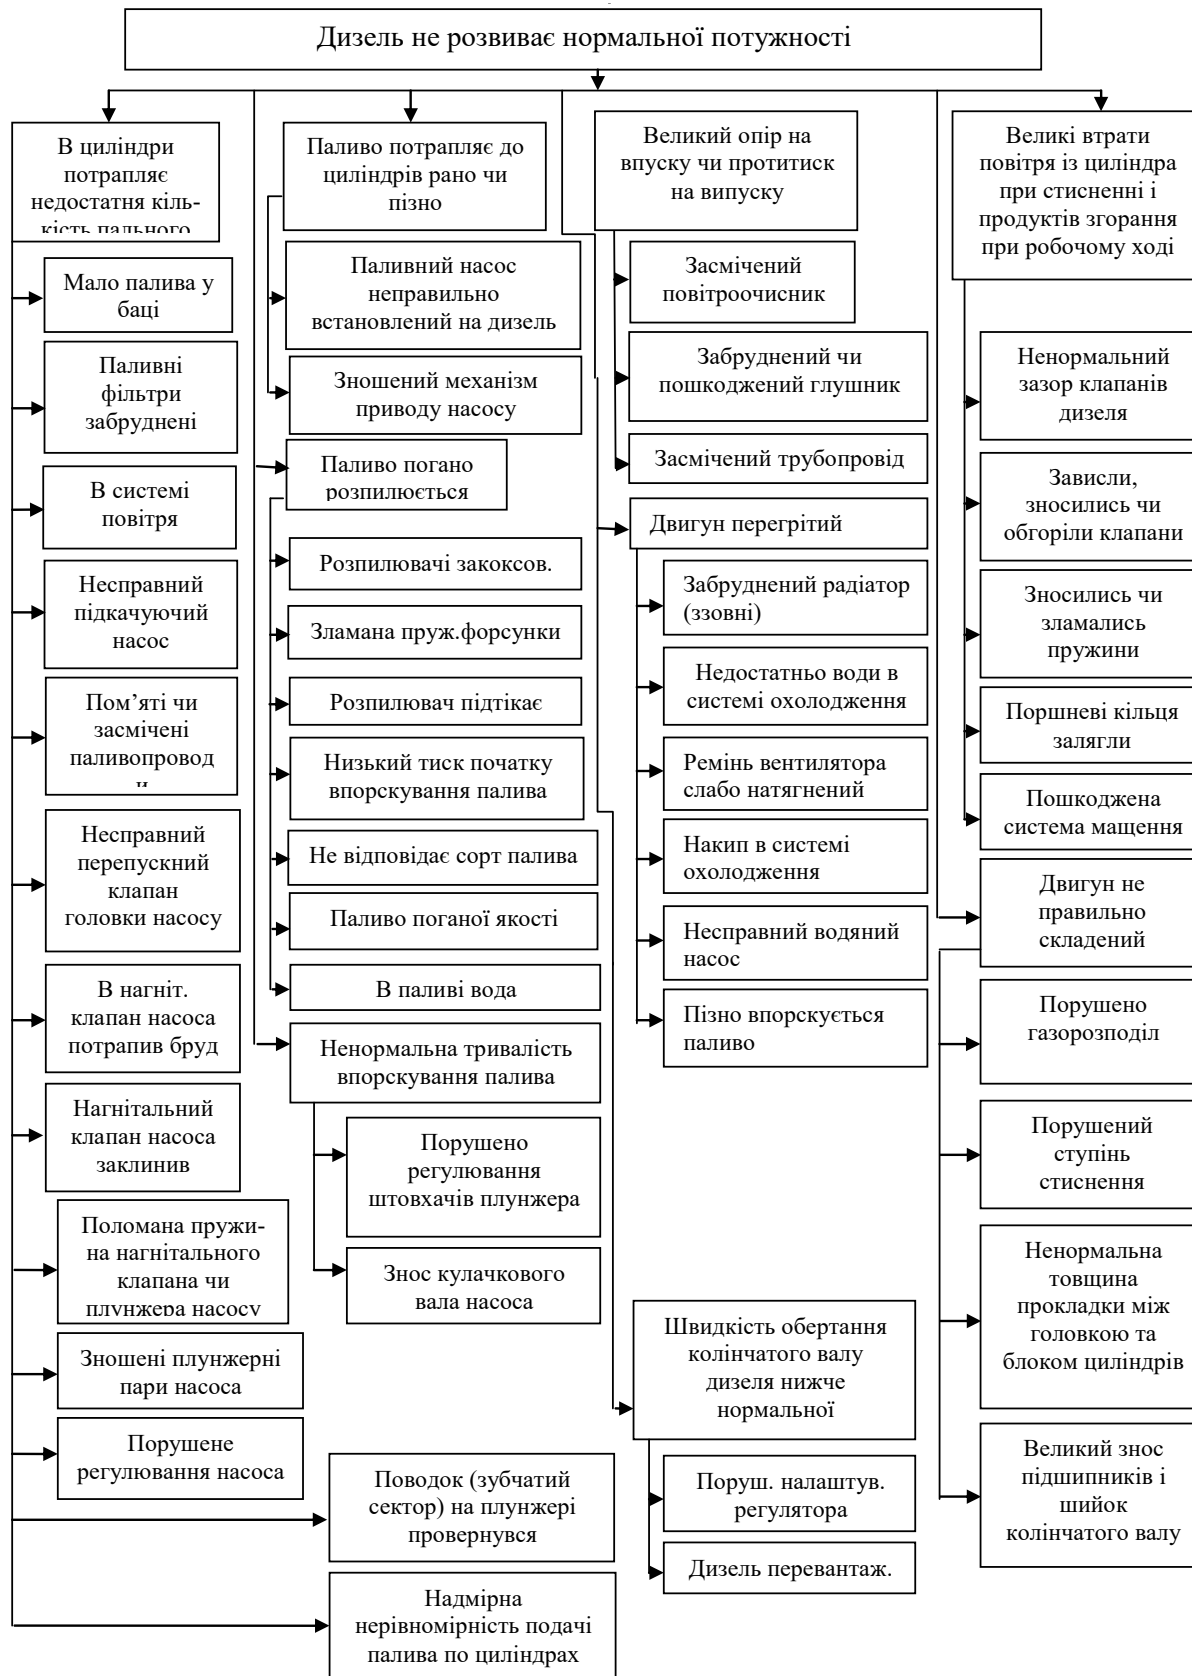 Дизель не розвиває нормальної потужності
В циліндри
потрапляє
недостатня кіль-
кість пального
Мало палива у
баці
Паливні
фільтри
забруднені
В системі
повітря
Несправний
підкачуючий
насос
Пом’яті чи
засмічені
паливопровод
и
Несправний
перепускний
клапан
головки насосу
В нагніт.
клапан насоса
потрапив бруд
Нагнітальний
клапан насоса
заклинив
Поломана пружи-
на нагнітального
клапана чи
плунжера насосу
Зношені плунжерні
пари насоса
Порушене
регулювання насоса
Поводок (зубчатий
сектор) на плунжері
провернувся
Надмірна
нерівномірність подачі
палива по циліндрах
Паливо потрапляє до
циліндрів рано чи
пізно
Паливний насос
неправильно
встановлений на дизель
Зношений механізм
приводу насосу
Паливо погано
розпилюється
Розпилювачі закоксов.
Зламана пруж.форсунки
Розпилювач підтікає
Низький тиск початку
впорскування палива
Не відповідає сорт палива
Паливо поганої якості
В паливі вода
Ненормальна тривалість
впорскування палива
Порушено
регулювання
штовхачів плунжера
Знос кулачкового
вала насоса
Великий опір на
впуску чи протитиск
на випуску
Засмічений
повітроочисник
Забруднений чи
пошкоджений глушник
Засмічений трубопровід
Двигун перегрітий
Забруднений радіатор
(ззовні)
Недостатньо води в
системі охолодження
Ремінь вентилятора
слабо натягнений
Накип в системі
охолодження
Несправний водяний
насос
Пізно впорскується
паливо
Швидкість обертання
колінчатого валу
дизеля нижче
нормальної
Поруш. налаштув.
регулятора
Дизель перевантаж.
Великі втрати
повітря із циліндра
при стисненні і
продуктів згорання
при робочому ході
Ненормальний
зазор клапанів
дизеля
Зависли,
зносились чи
обгоріли клапани
Зносились чи
зламались
пружини
Поршневі кільця
залягли
Пошкоджена
система мащення
Двигун не
правильно
складений
Порушено
газорозподіл
Порушений
ступінь
стиснення
Ненормальна
товщина
прокладки між
головкою та
блоком циліндрів
Великий знос
підшипників і
шийок
колінчатого валу